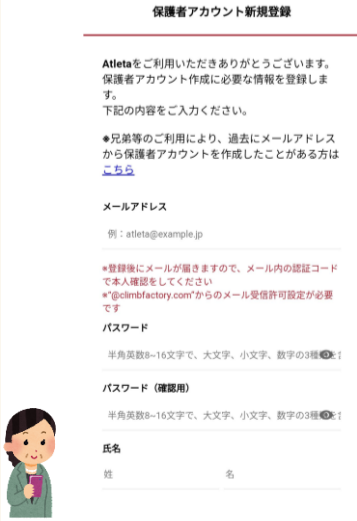 保護者アカウント新規登録
Atletaをご利用いただきありがとうございます。
保護者アカウント作成に必要な情報を登録しま
す。
下記の内容をご入力ください。
※兄弟等のご利用により、過去にメールアドレス
から保護者アカウントを作成したことがある方は
こちら
メールアドレス
例：atleta@example.jp
※登録後にメールが届きますので、メール内の認証コード
で本人確認をしてください
※"@climbfactory.com"からのメール受信許可設定が必要
です
パスワード
半角英数8~16文字で、大文字、小文字、数字の3種
パスワード（確認用）
半角英数8~16文字で、大文字、小文字、数字の3種
氏名
姓 名